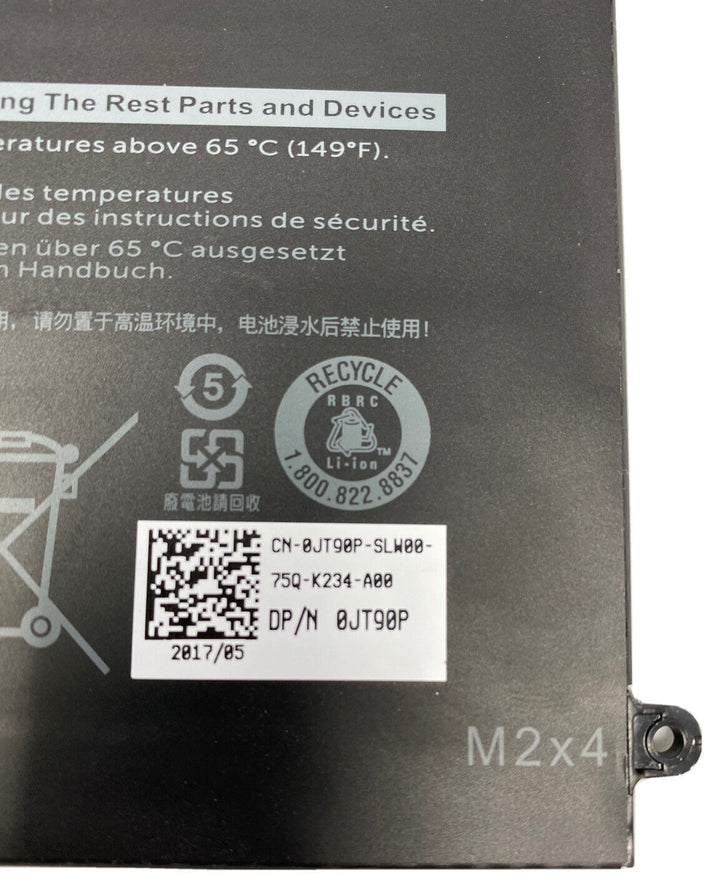 ng The Rest Parts and Devices
eratures above 65 °C (149°F).
les temperatures
ur des instructions de sécurité.
en über 65 °C ausgesetzt
n Handbuch.
用，请勿置于高温环境中，电池浸水后禁止使用！
5
RECYCLE
RBRC
Li-ion
TM
1.800.822.8837
廢電池請回收
CN-0JT90P-SLW00-
75Q-K234-A00
DP/N 0JT90P
2017/05
M2x4